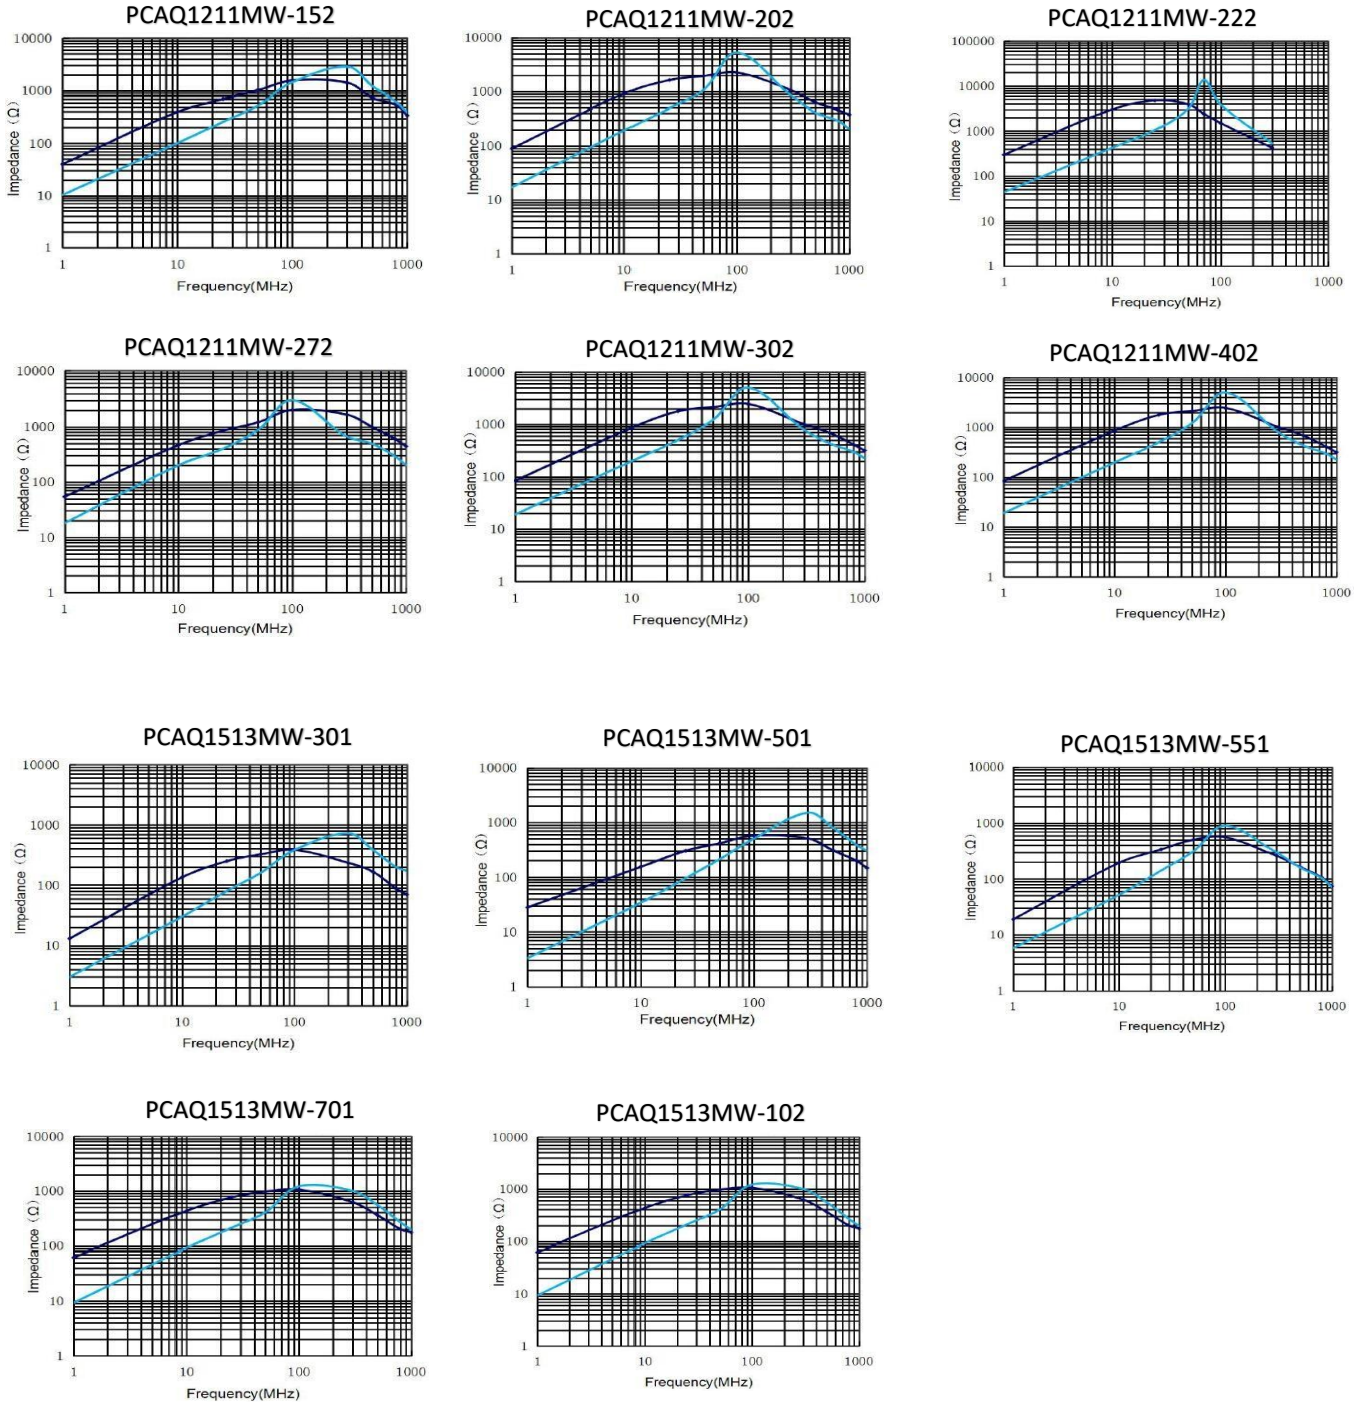 PCAQ1211MW-152
10000
1000
100
10
1
Impedance（Ω）
1 10 100 1000
Frequency(MHz)
PCAQ1211MW-202
10000
1000
100
10
1
Impedance（Ω）
1 10 100 1000
Frequency(MHz)
PCAQ1211MW-222
100000
10000
1000
100
10
1
Impedance（Ω）
1 10 100 1000
Frequency(MHz)
PCAQ1211MW-272
10000
1000
100
10
1
Impedance（Ω）
1 10 100 1000
Frequency(MHz)
PCAQ1211MW-302
10000
1000
100
10
1
Impedance（Ω）
1 10 100 1000
Frequency(MHz)
PCAQ1211MW-402
10000
1000
100
10
1
Impedance（Ω）
1 10 100 1000
Frequency(MHz)
PCAQ1513MW-301
10000
1000
100
10
1
Impedance（Ω）
1 10 100 1000
Frequency(MHz)
PCAQ1513MW-501
10000
1000
100
10
1
Impedance（Ω）
1 10 100 1000
Frequency(MHz)
PCAQ1513MW-551
10000
1000
100
10
1
Impedance（Ω）
1 10 100 1000
Frequency(MHz)
PCAQ1513MW-701
10000
1000
100
10
1
Impedance（Ω）
1 10 100 1000
Frequency(MHz)
PCAQ1513MW-102
10000
1000
100
10
1
Impedance（Ω）
1 10 100 1000
Frequency(MHz)